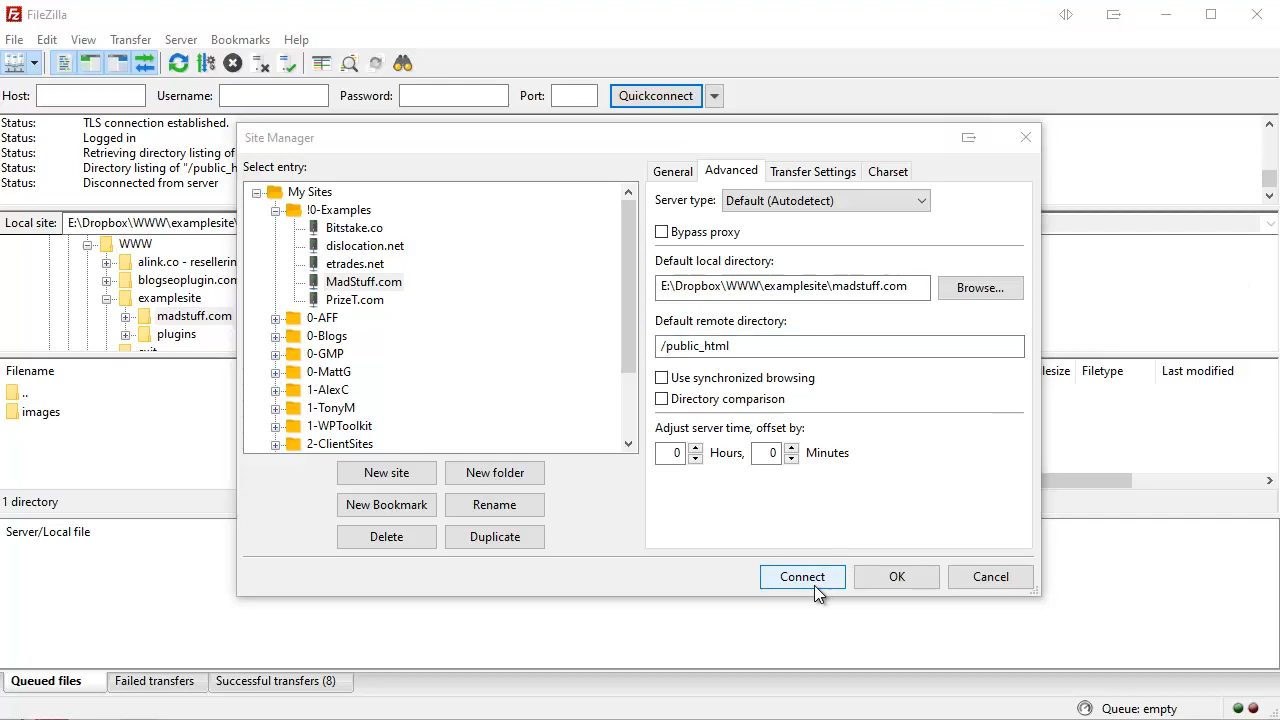 FileZilla
File Edit View Transfer Server Bookmarks Help
Host: Username: Password: Port: Quickconnect
Status: TLS connection established.
Status: Logged in
Status: Retrieving directory listing of
Status: Directory listing of "/public_h
Status: Disconnected from server
Local site: E:\Dropbox\WWW\examplesite\
WWW
alink.co - resellerin
blogseoplugin.com
examplesite
madstuff.com
plugins
Filename
..
images
1 directory
Server/Local file
Site Manager
Select entry:
My Sites
!0-Examples
Bitstake.co
dislocation.net
etrades.net
MadStuff.com
PrizeT.com
0-AFF
0-Blogs
0-GMP
0-MattG
1-AlexC
1-TonyM
1-WPToolkit
2-ClientSites
New site New folder
New Bookmark Rename
Delete Duplicate
General Advanced Transfer Settings Charset
Server type: Default (Autodetect)
Bypass proxy
Default local directory:
E:\Dropbox\WWW\examplesite\madstuff.com Browse...
Default remote directory:
/public_html
Use synchronized browsing
Directory comparison
Adjust server time, offset by:
0 Hours, 0 Minutes
Connect OK Cancel
lesize Filetype Last modified
Queued files Failed transfers Successful transfers (8)
Queue: empty